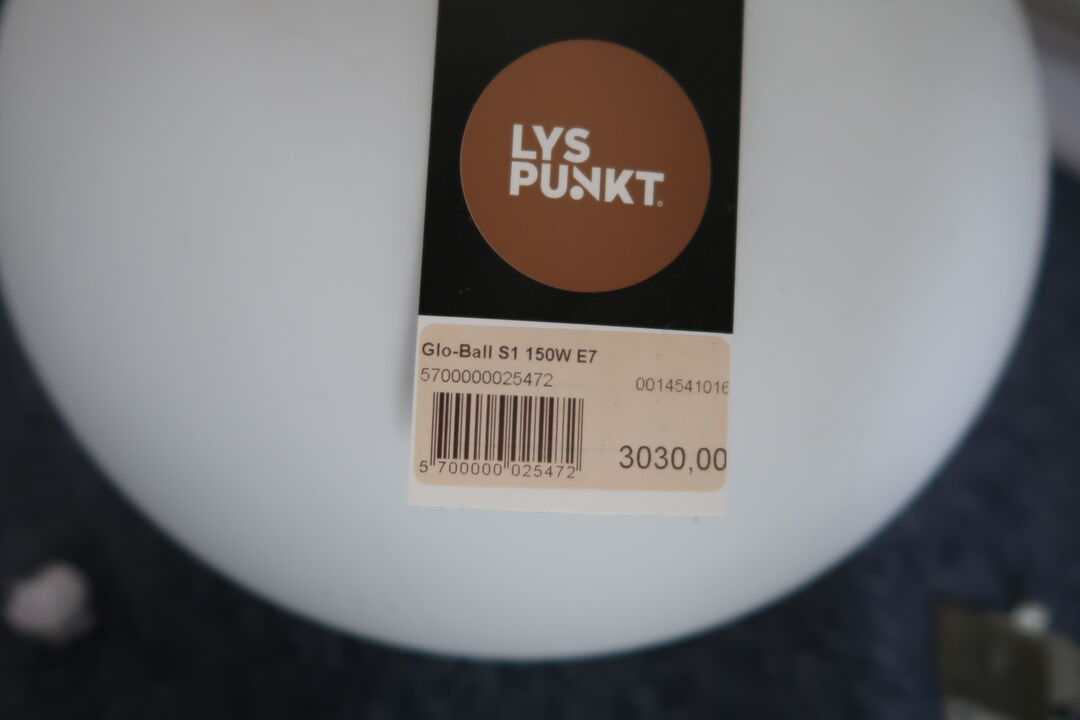 LYS
PUNKT®
Glo-Ball S1 150W E7
5700000025472
0014541016
3030,00
5 700000 025472